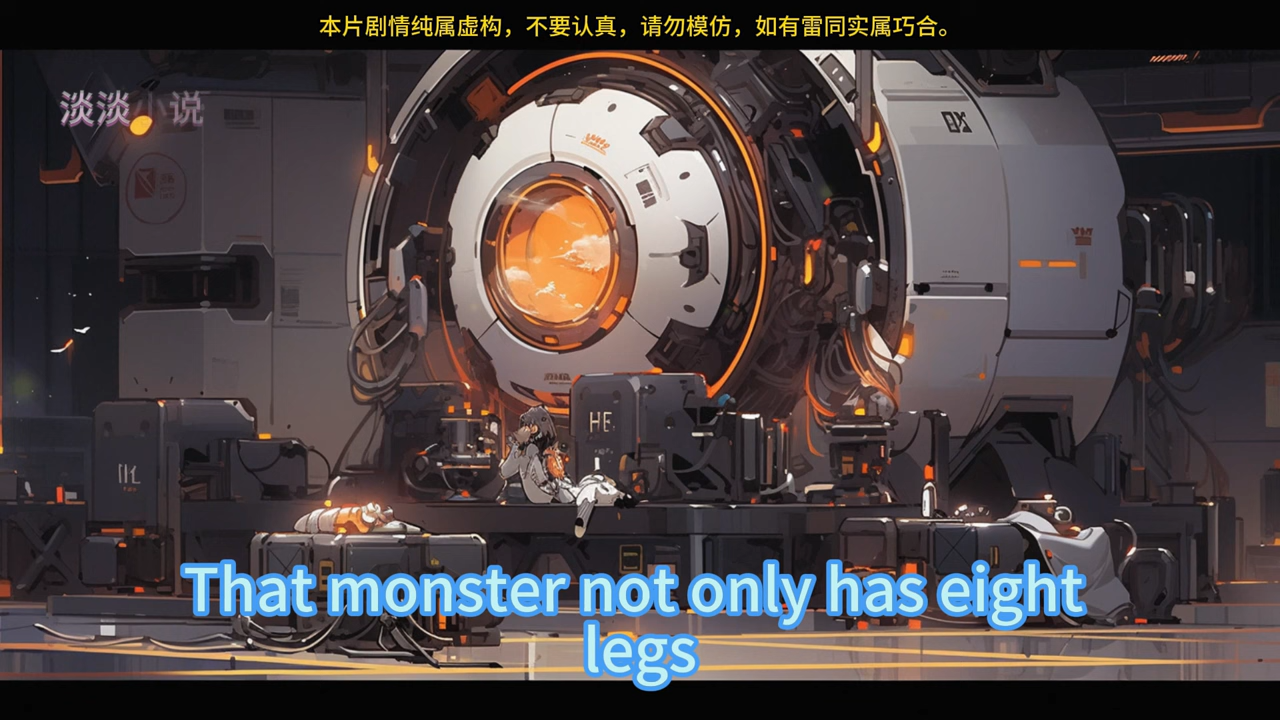 本片剧情纯属虚构，不要认真，请勿模仿，如有雷同实属巧合。
淡淡小说
HE
That monster not only has eight
legs